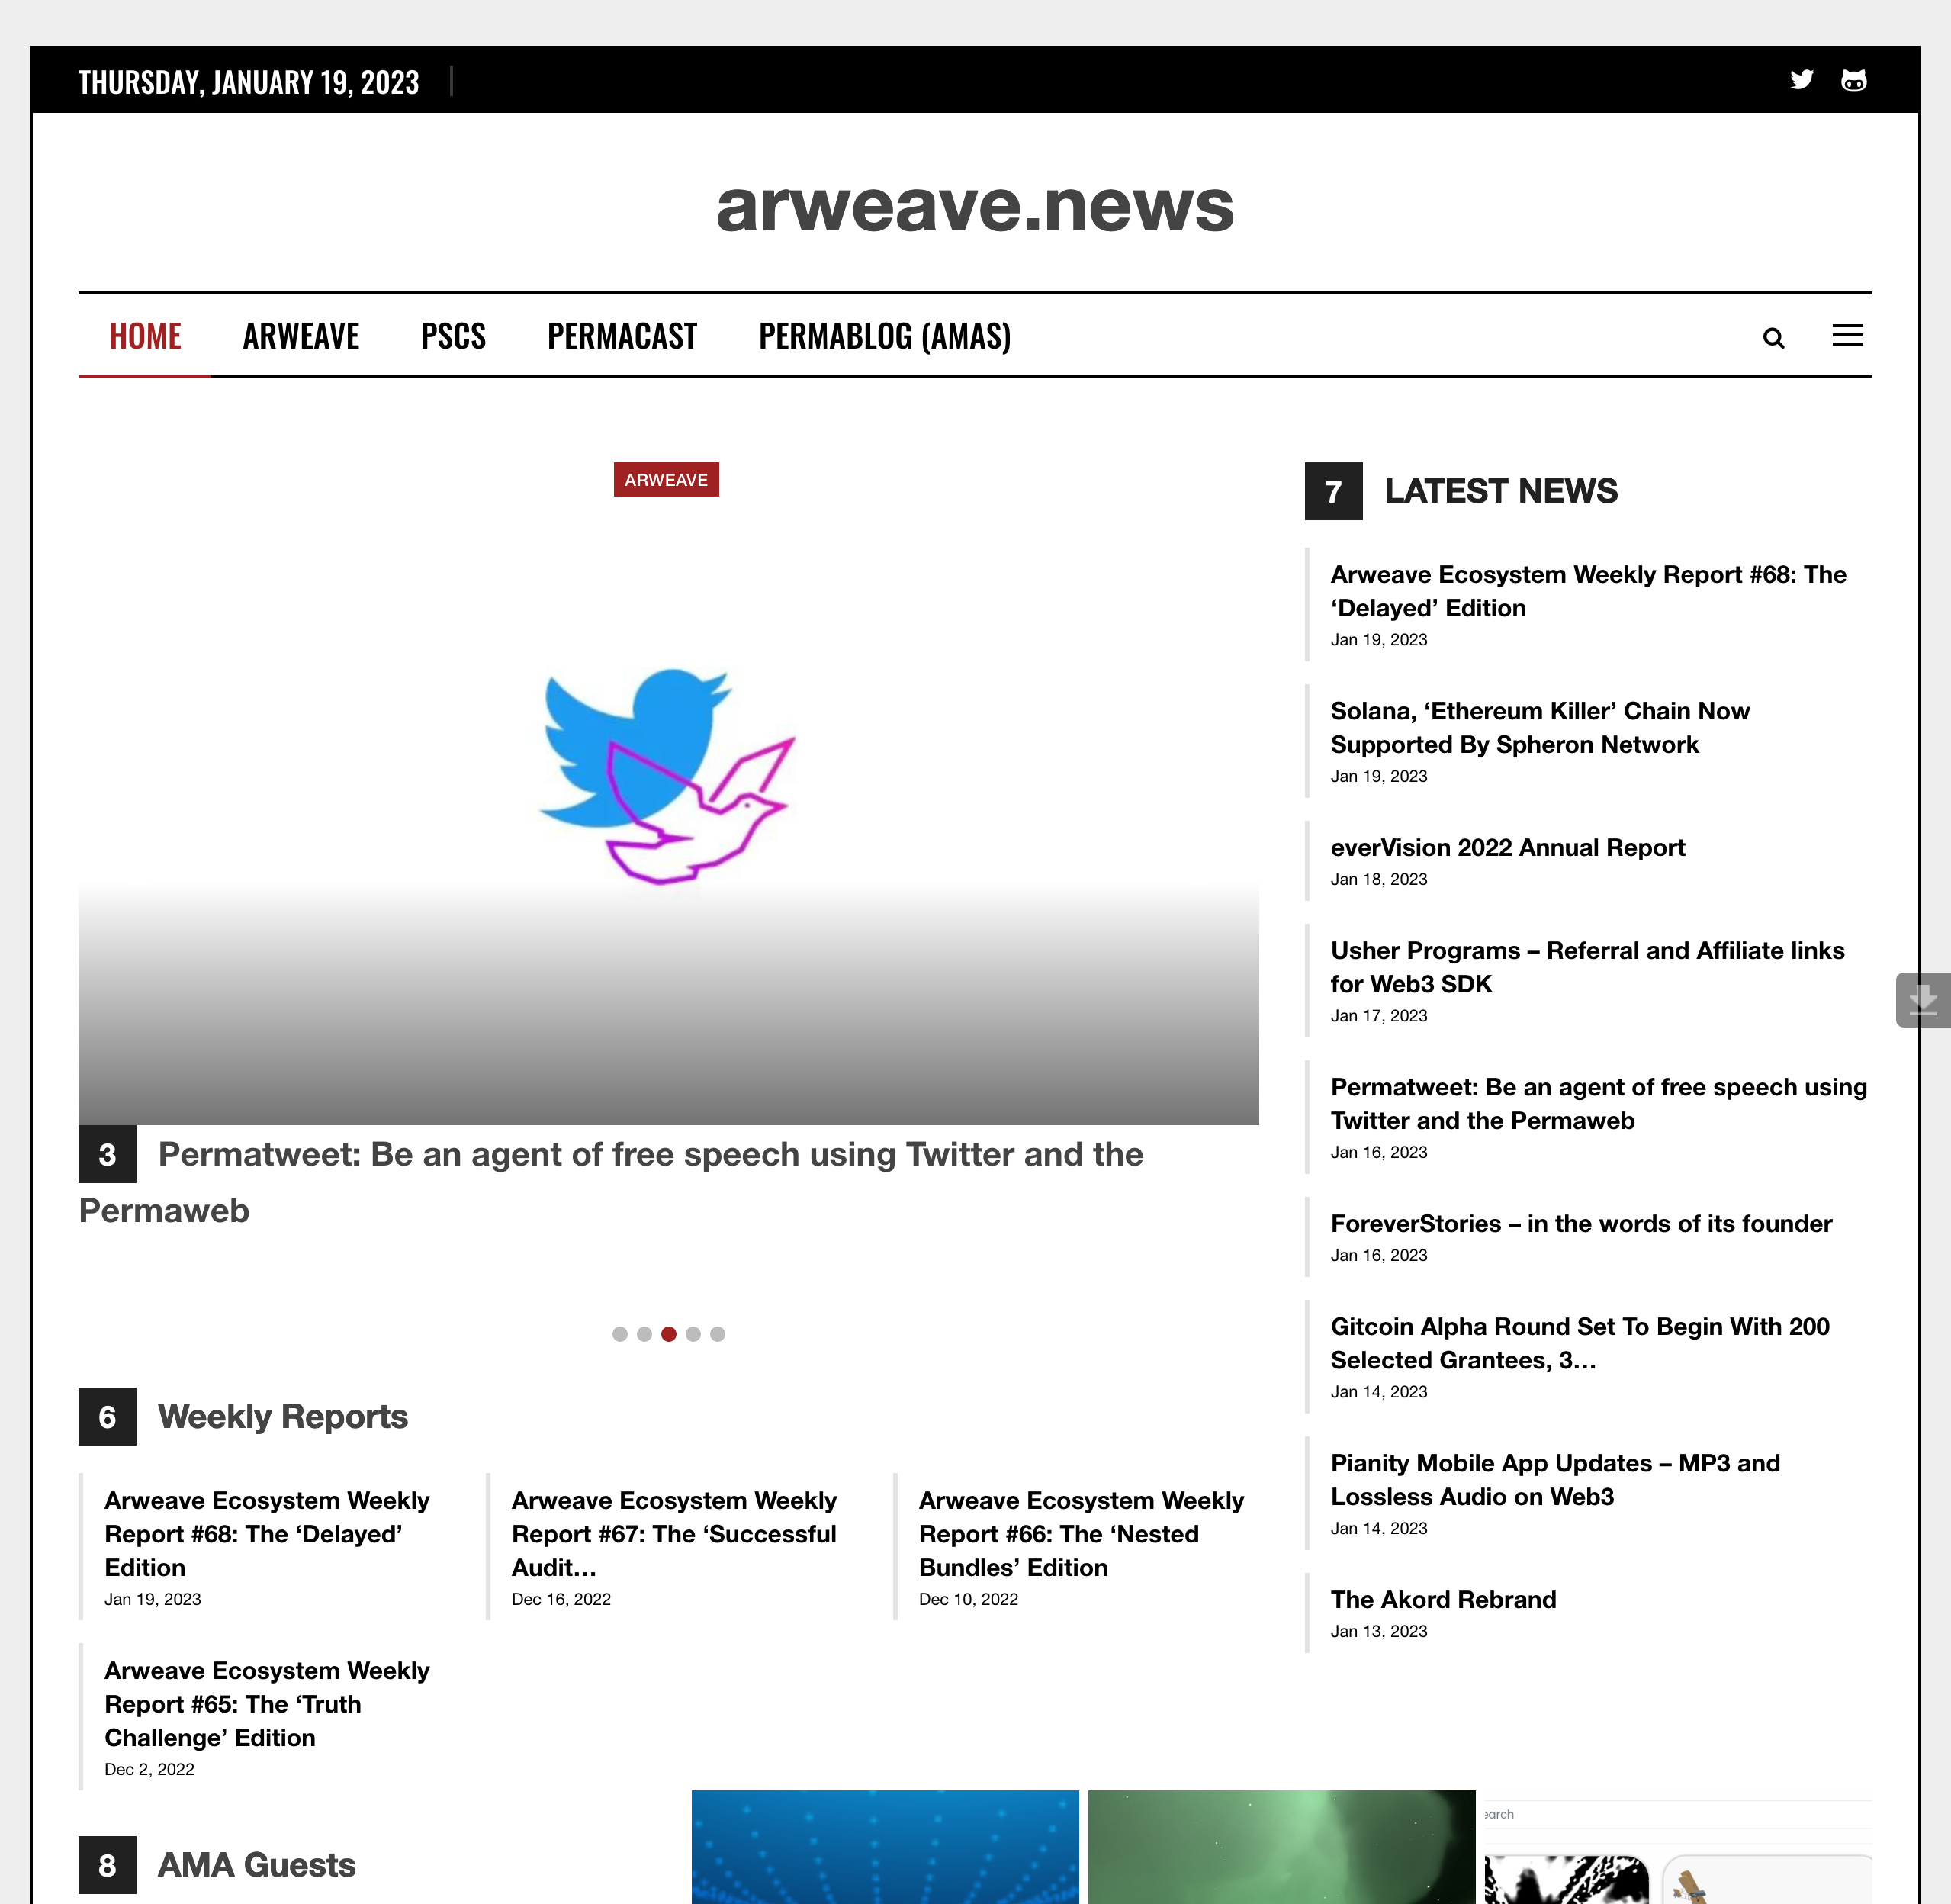 THURSDAY, JANUARY 19, 2023
arweave.news
HOME ARWEAVE PSCS PERMACAST PERMABLOG (AMAS)
ARWEAVE
3 Permatweet: Be an agent of free speech using Twitter and the
Permaweb
6 Weekly Reports
Arweave Ecosystem Weekly
Report #68: The ‘Delayed’
Edition
Jan 19, 2023
Arweave Ecosystem Weekly
Report #67: The ‘Successful
Audit…
Dec 16, 2022
Arweave Ecosystem Weekly
Report #66: The ‘Nested
Bundles’ Edition
Dec 10, 2022
Arweave Ecosystem Weekly
Report #65: The ‘Truth
Challenge’ Edition
Dec 2, 2022
8 AMA Guests
7 LATEST NEWS
Arweave Ecosystem Weekly Report #68: The
‘Delayed’ Edition
Jan 19, 2023
Solana, ‘Ethereum Killer’ Chain Now
Supported By Spheron Network
Jan 19, 2023
everVision 2022 Annual Report
Jan 18, 2023
Usher Programs – Referral and Affiliate links
for Web3 SDK
Jan 17, 2023
Permatweet: Be an agent of free speech using
Twitter and the Permaweb
Jan 16, 2023
ForeverStories – in the words of its founder
Jan 16, 2023
Gitcoin Alpha Round Set To Begin With 200
Selected Grantees, 3…
Jan 14, 2023
Pianity Mobile App Updates – MP3 and
Lossless Audio on Web3
Jan 14, 2023
The Akord Rebrand
Jan 13, 2023
earch